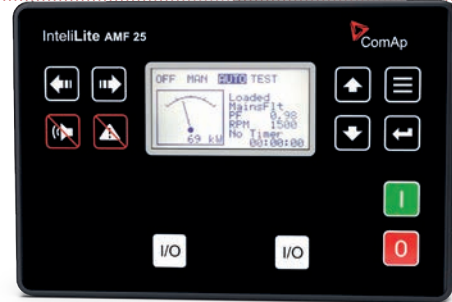 InteliLite AMF 25
ComAp
OFF MAN AUTO TEST
Loaded
MainsFlt
PF 0.98
RPM 1500
No Timer
69 kW 00:00:00
I
I/O
I/O
0